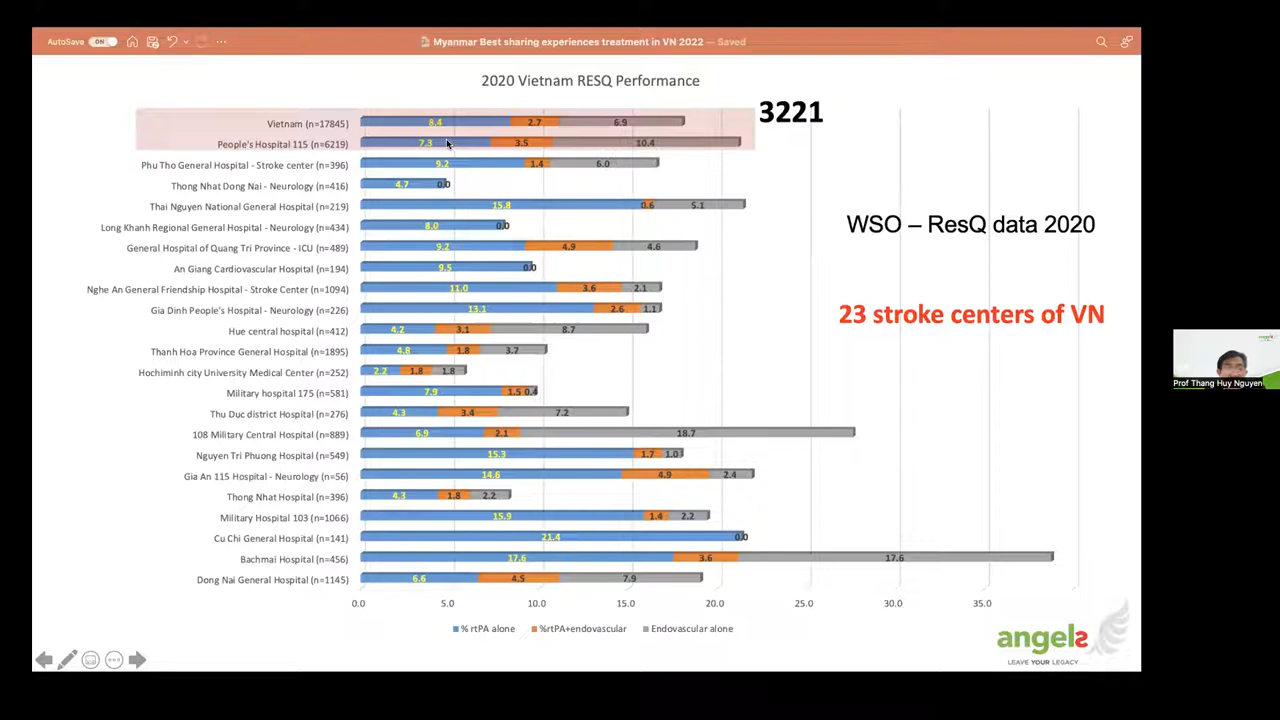 AutoSave ON ... Myanmar Best sharing experiences treatment in VN 2022 — Saved
2020 Vietnam RESQ Performance
3221
Vietnam (n=17845) 8.4 2.7 6.9
People's Hospital 115 (n=6219) 7.3 3.5 10.4
Phu Tho General Hospital - Stroke center (n=396) 9.2 1.4 6.0
Thong Nhat Dong Nai - Neurology (n=416) 4.7 0.0
Thai Nguyen National General Hospital (n=219) 15.8 0.6 5.1
Long Khanh Regional General Hospital - Neurology (n=434) 8.0 0.0
General Hospital of Quang Tri Province - ICU (n=489) 9.2 4.9 4.6
An Giang Cardiovascular Hospital (n=194) 9.5 0.0
Nghe An General Friendship Hospital - Stroke Center (n=1094) 11.0 3.6 2.1
Gia Dinh People's Hospital - Neurology (n=226) 13.1 2.6 1.1
Hue central hospital (n=412) 4.2 3.1 8.7
Thanh Hoa Province General Hospital (n=1895) 4.8 1.8 3.7
Hochiminh city University Medical Center (n=252) 2.2 1.8 1.8
Military hospital 175 (n=581) 7.9 1.5 0.4
Thu Duc district Hospital (n=276) 4.3 3.4 7.2
108 Military Central Hospital (n=889) 6.9 2.1 18.7
Nguyen Tri Phuong Hospital (n=549) 15.3 1.7 1.0
Gia An 115 Hospital - Neurology (n=56) 14.6 4.9 2.4
Thong Nhat Hospital (n=396) 4.3 1.8 2.2
Military Hospital 103 (n=1066) 15.9 1.4 2.2
Cu Chi General Hospital (n=141) 21.4 0.0
Bachmai Hospital (n=456) 17.6 3.6 17.6
Dong Nai General Hospital (n=1145) 6.6 4.5 7.9
0.0 5.0 10.0 15.0 20.0 25.0 30.0 35.0
% rtPA alone %rtPA+endovascular Endovascular alone
WSO – ResQ data 2020
23 stroke centers of VN
angels
LEAVE YOUR LEGACY
Prof Thang Huy Nguyen